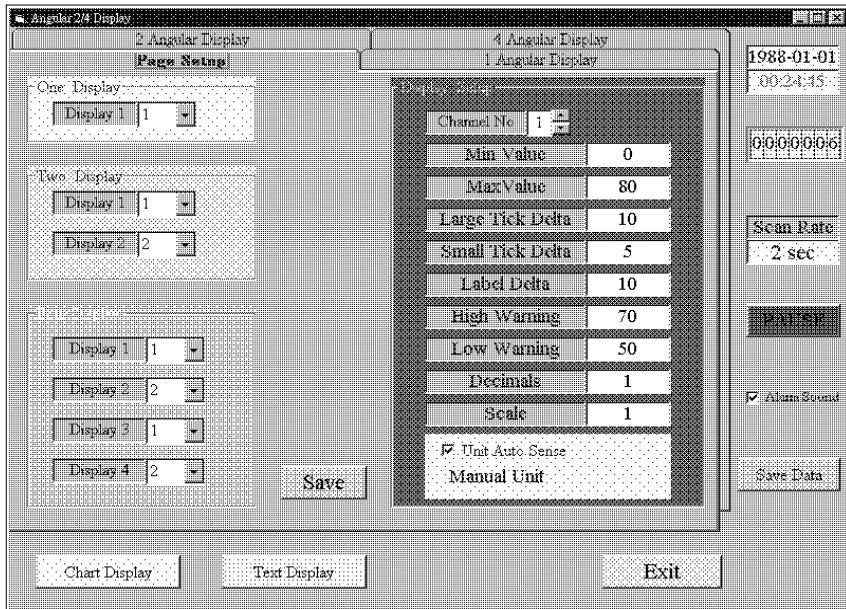 Angular 2/4 Display
2 Angular Display
4 Angular Display
Page Setup
1 Angular Display
One Display
Display 1 1
Two Display
Display 1 1
Display 2 2
Display 1 1
Display 2 2
Display 3 1
Display 4 2
Save
Display Setup
Channel No 1
Min Value 0
MaxValue 80
Large Tick Delta 10
Small Tick Delta 5
Label Delta 10
High Warning 70
Low Warning 50
Decimals 1
Scale 1
Unit Auto Sense
Manual Unit
1988-01-01
00:24:45
0000006
Scan Rate
2 sec
PAUSE
Alarm Sound
Save Data
Chart Display
Text Display
Exit